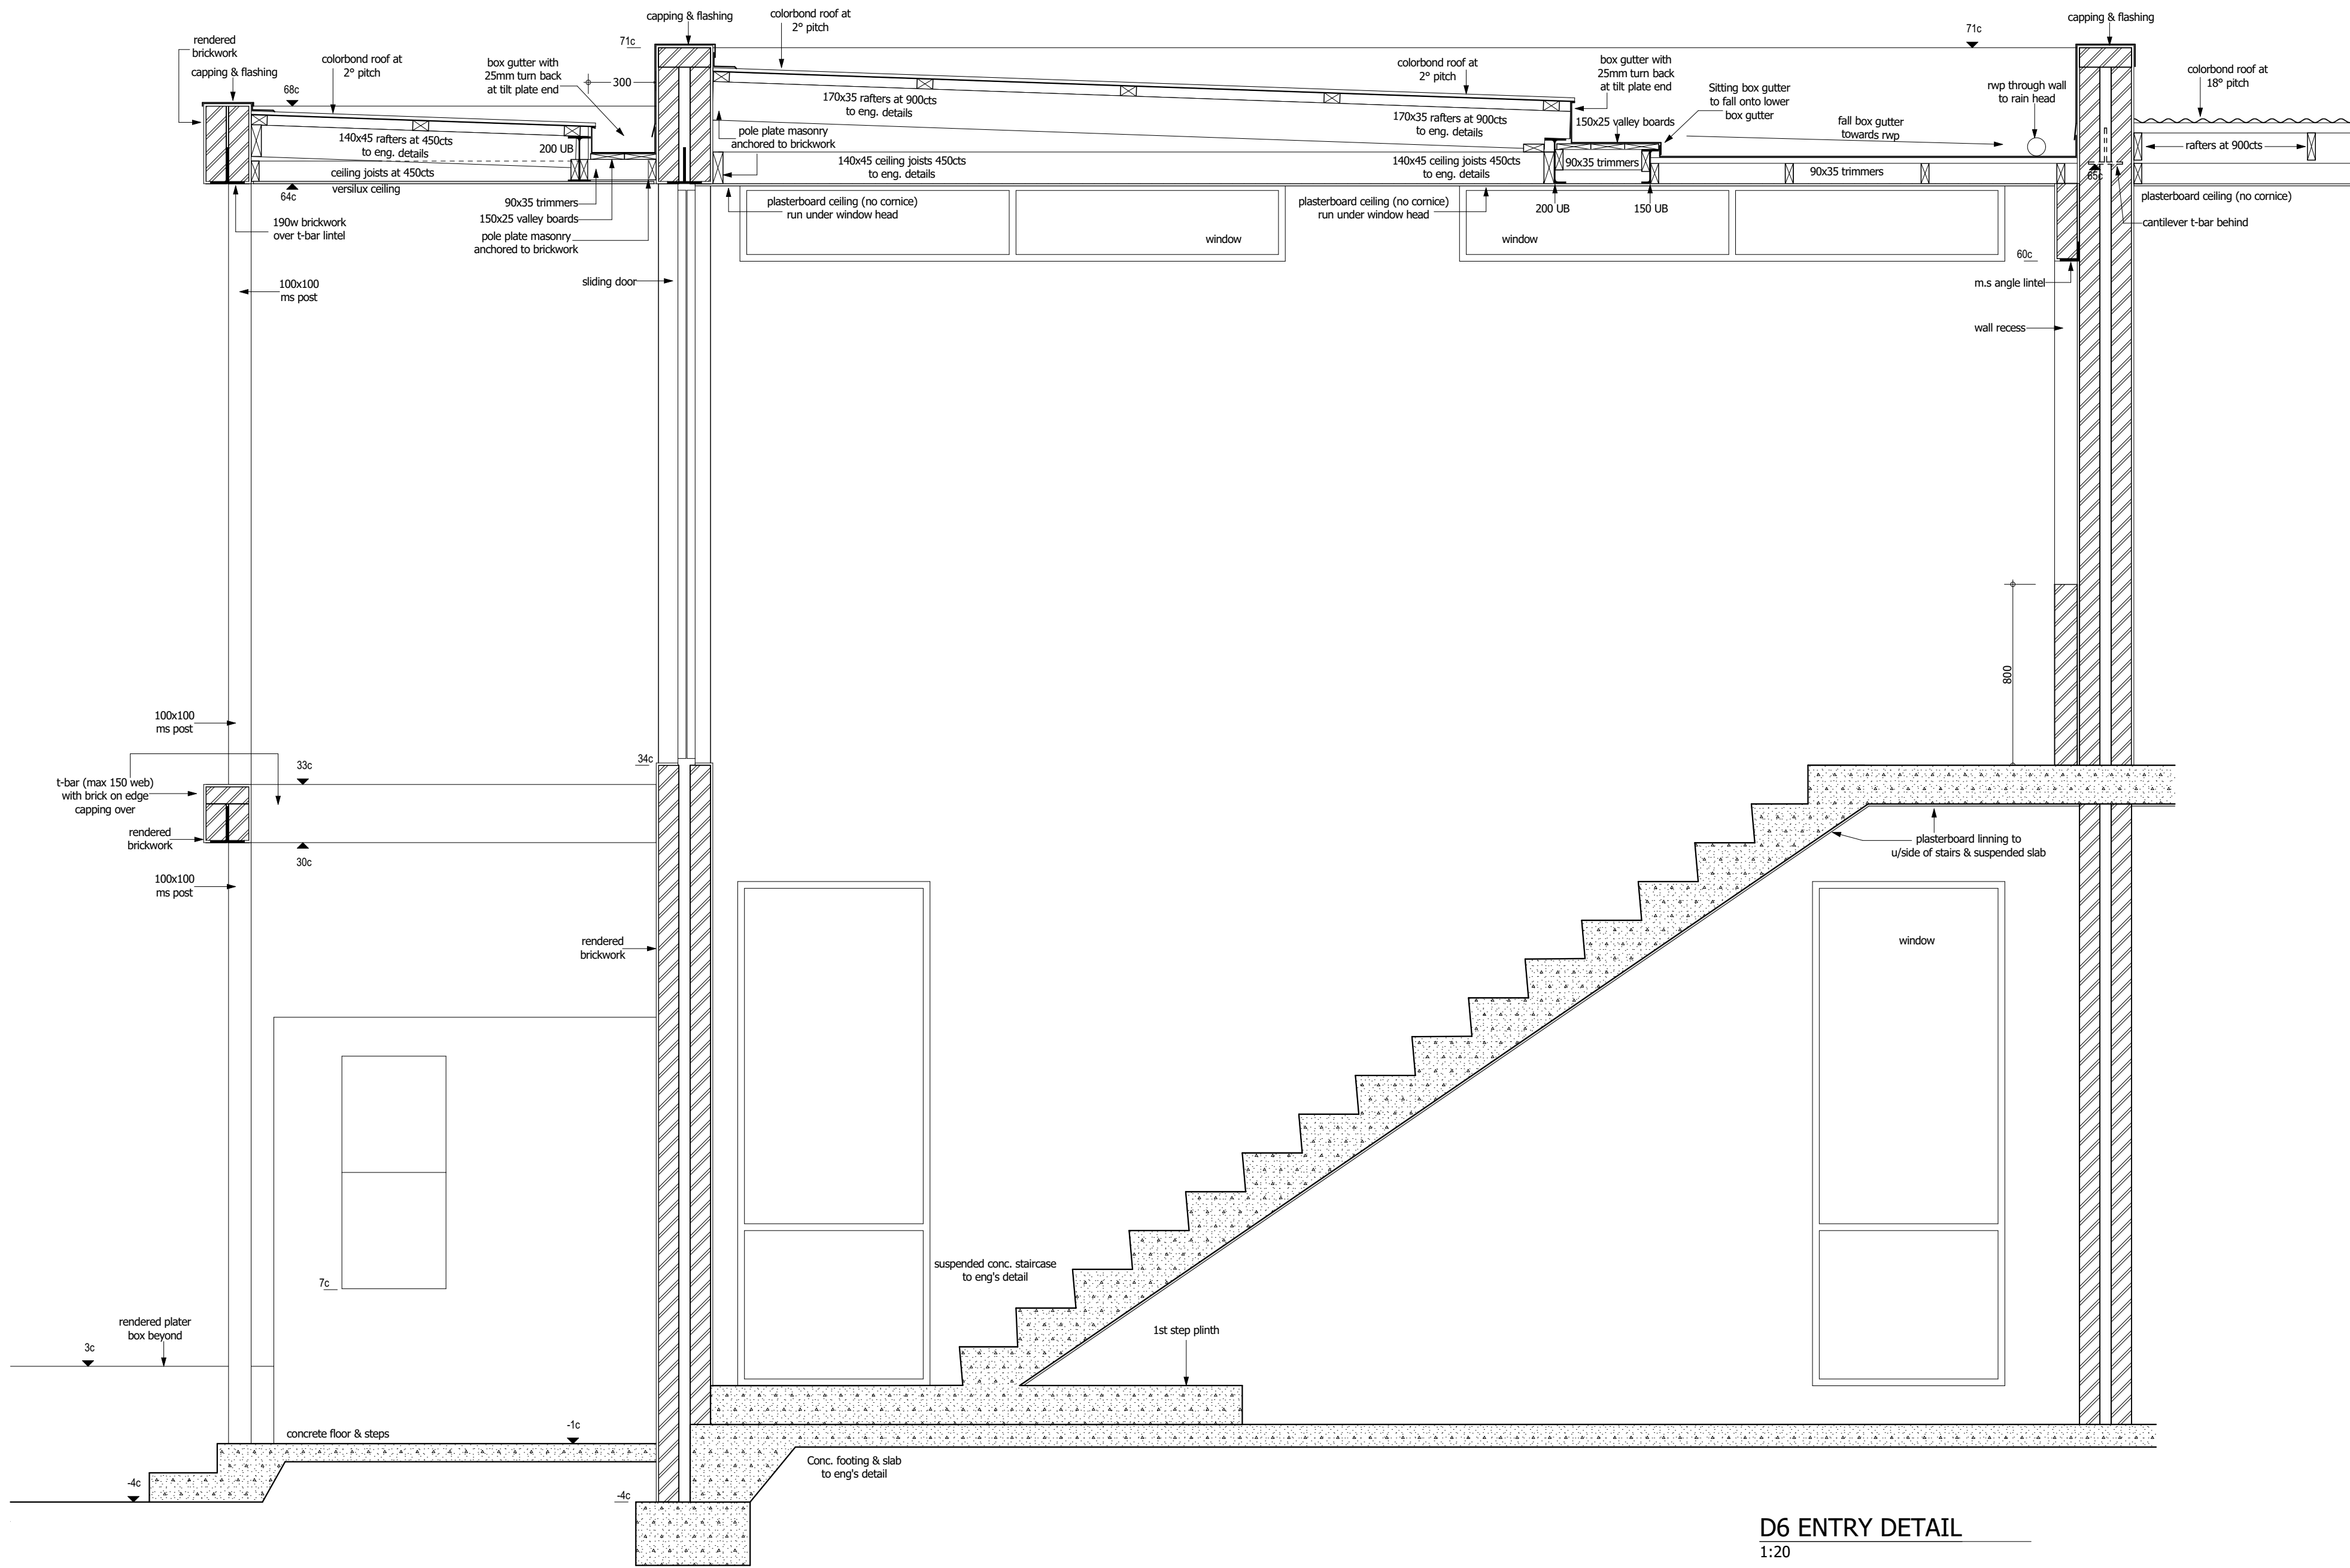 capping & flashing
colorbond roof at
2° pitch
capping & flashing
rendered
brickwork
71c
71c
capping & flashing
colorbond roof at
2° pitch
box gutter with
25mm turn back
at tilt plate end
300
colorbond roof at
2° pitch
box gutter with
25mm turn back
at tilt plate end
Sitting box gutter
to fall onto lower
box gutter
rwp through wall
to rain head
colorbond roof at
18° pitch
68c
170x35 rafters at 900cts
to eng. details
170x35 rafters at 900cts
to eng. details
150x25 valley boards
fall box gutter
towards rwp
140x45 rafters at 450cts
to eng. details
200 UB
pole plate masonry
anchored to brickwork
rafters at 900cts
140x45 ceiling joists 450cts
to eng. details
140x45 ceiling joists 450cts
to eng. details
90x35 trimmers
90x35 trimmers
65c
ceiling joists at 450cts
versilux ceiling
64c
90x35 trimmers
150x25 valley boards
pole plate masonry
anchored to brickwork
190w brickwork
over t-bar lintel
plasterboard ceiling (no cornice)
run under window head
plasterboard ceiling (no cornice)
run under window head
200 UB
150 UB
plasterboard ceiling (no cornice)
cantilever t-bar behind
window
window
60c
m.s angle lintel
sliding door
100x100
ms post
wall recess
800
100x100
ms post
33c
34c
t-bar (max 150 web)
with brick on edge
capping over
rendered
brickwork
30c
100x100
ms post
plasterboard linning to
u/side of stairs & suspended slab
rendered
brickwork
window
suspended conc. staircase
to eng's detail
7c
rendered plater
box beyond
3c
1st step plinth
concrete floor & steps
-1c
Conc. footing & slab
to eng's detail
-4c
-4c
D6 ENTRY DETAIL
1:20